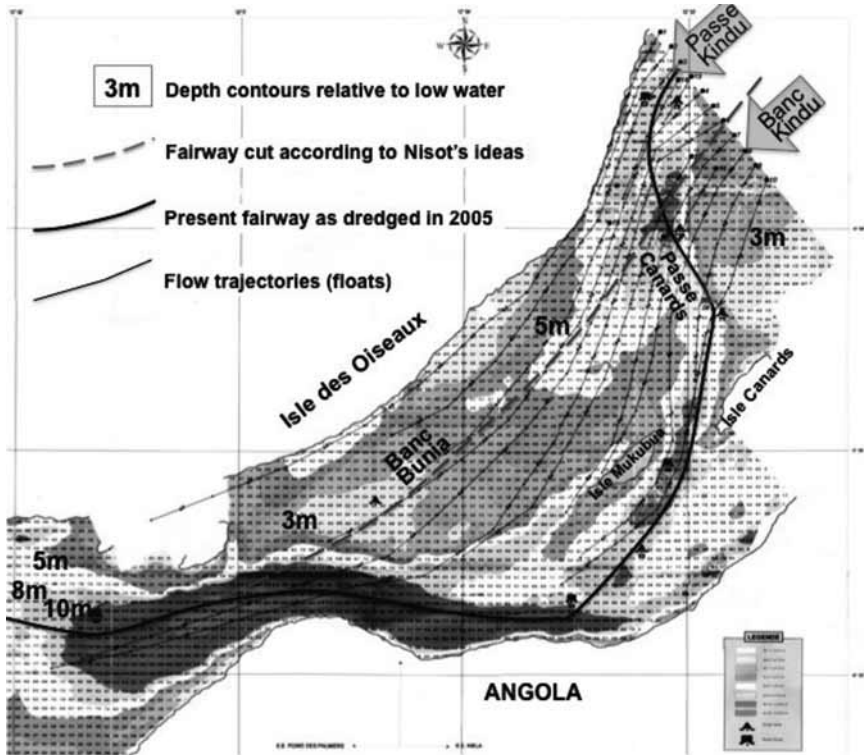 3m
Depth contours relative to low water
Fairway cut according to Nisot's ideas
Present fairway as dredged in 2005
Flow trajectories (floats)
N
W
E
S
Passe
Kindu
Banc
Kindu
3m
Passe
Canards
5m
Isle des Oiseaux
Isle Canards
Banc
Bunia
Isle Mukubua
3m
5m
8m
10m
ANGOLA
LEGENDE